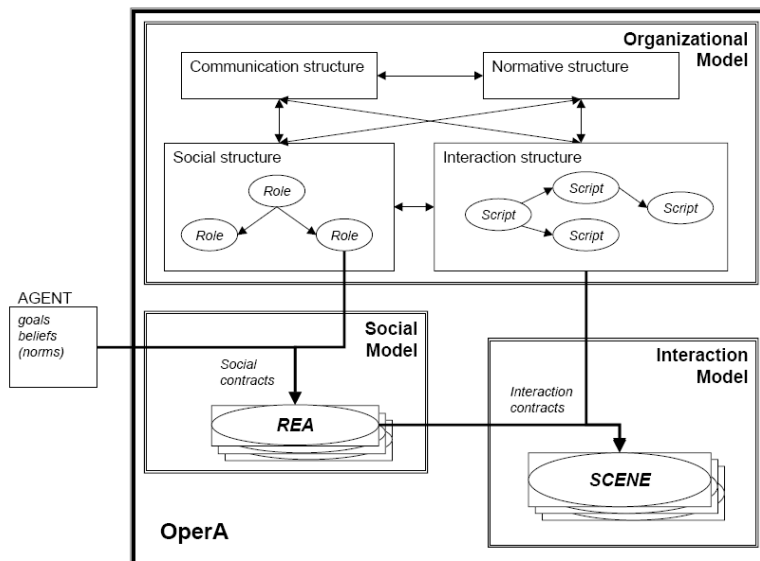 Organizational
Model
Communication structure
Normative structure
Social structure
Interaction structure
Role
Role
Role
Script
Script
Script
Script
AGENT
goals
beliefs
(norms)
Social
Model
Social
contracts
REA
Interaction
Model
Interaction
contracts
SCENE
OperA